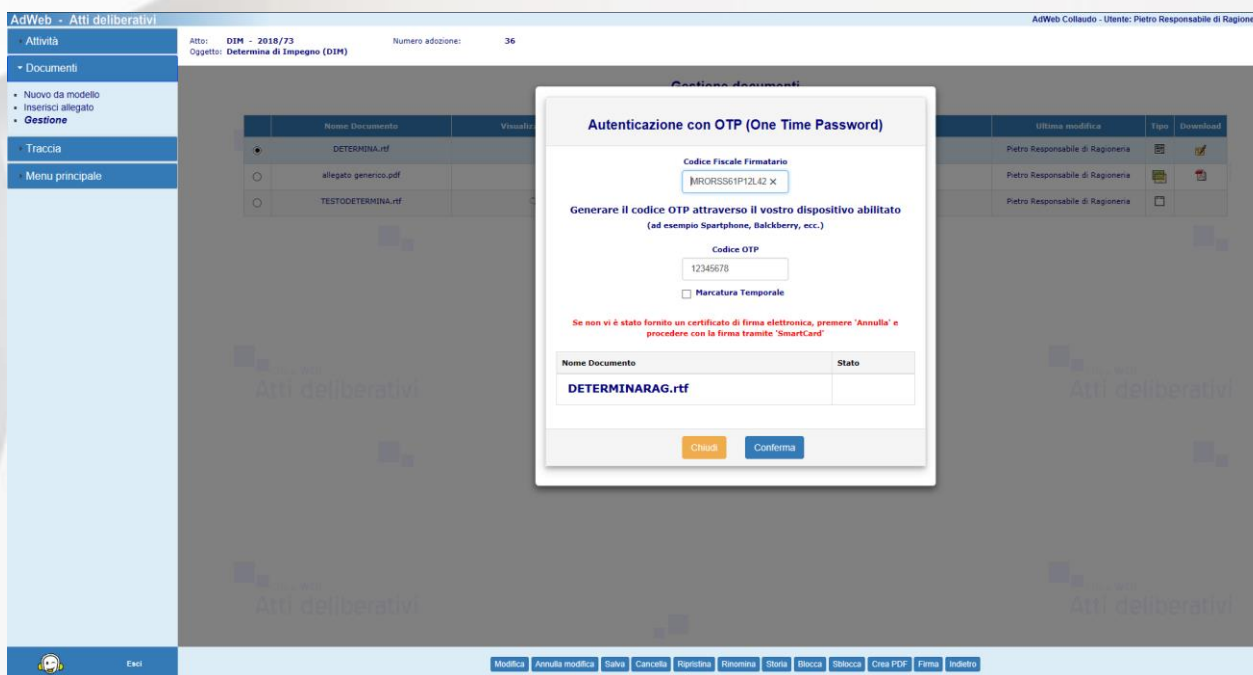 AdWeb - Atti deliberativi
AdWeb Collaudo - Utente: Pietro Responsabile di Ragione
Attività
Atto: DIM - 2018/73 Numero adozione: 36
Oggetto: Determina di Impegno (DIM)
Documenti
Nuovo da modello
Inserisci allegato
Gestione
Traccia
Menu principale
Gestione documenti
Nome Documento Visualiz Ultima modifica Tipo Download
DETERMINA.rtf Pietro Responsabile di Ragioneria
allegato generico.pdf Pietro Responsabile di Ragioneria
TESTODETERMINA.rtf Pietro Responsabile di Ragioneria
Autenticazione con OTP (One Time Password)
Codice Fiscale Firmatario
MRORSS61P12L42
Generare il codice OTP attraverso il vostro dispositivo abilitato
(ad esempio Spartphone, Balckberry, ecc.)
Codice OTP
12345678
Marcatura Temporale
Se non vi è stato fornito un certificato di firma elettronica, premere 'Annulla' e
procedere con la firma tramite 'SmartCard'
Nome Documento Stato
DETERMINARAG.rtf
Chiudi Conferma
Atti deliberativi Atti deliberativi
Atti deliberativi Atti deliberativi
Esci
Modifica Annulla modifica Salva Cancella Ripristina Rinomina Storia Blocca Sblocca Crea PDF Firma Indietro